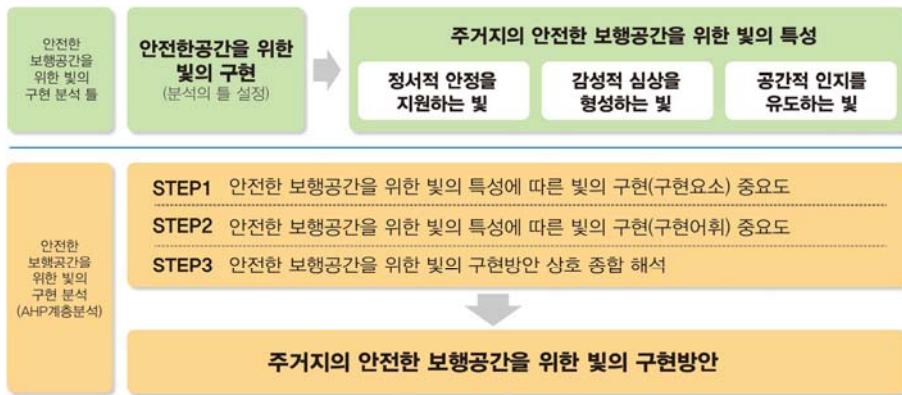 안전한
보행공간을
위한 빛의
구현 분석 틀
안전한공간을 위한
빛의 구현
(분석의 틀 설정)
주거지의 안전한 보행공간을 위한 빛의 특성
정서적 안정을
지원하는 빛
감성적 심상을
형성하는 빛
공간적 인지를
유도하는 빛
안전한
보행공간을
위한 빛의
구현 분석
(AHP계층분석)
STEP1 안전한 보행공간을 위한 빛의 특성에 따른 빛의 구현(구현요소) 중요도
STEP2 안전한 보행공간을 위한 빛의 특성에 따른 빛의 구현(구현어휘) 중요도
STEP3 안전한 보행공간을 위한 빛의 구현방안 상호 종합 해석
주거지의 안전한 보행공간을 위한 빛의 구현방안